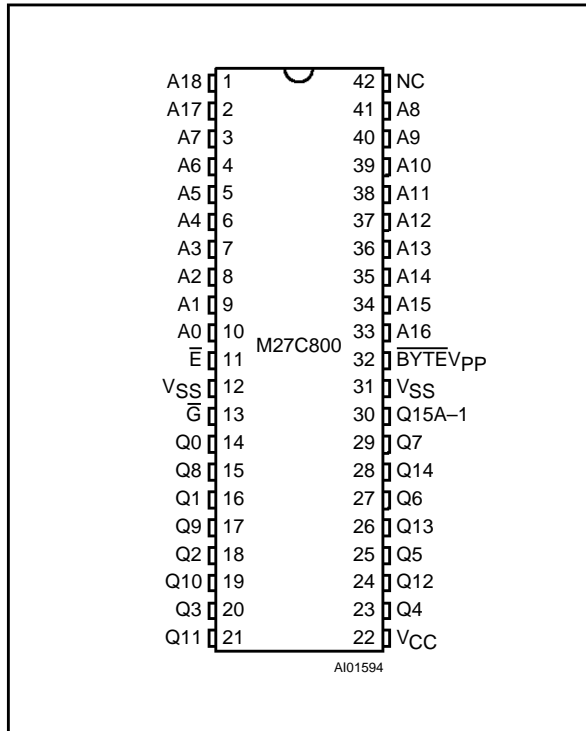 A18 1 42 NC
A17 2 41 A8
A7 3 40 A9
A6 4 39 A10
A5 5 38 A11
A4 6 37 A12
A3 7 36 A13
A2 8 35 A14
A1 9 34 A15
A0 10 33 A16
M27C800
E̅ 11 32 B̅Y̅T̅E̅VPP
VSS 12 31 VSS
G̅ 13 30 Q15A–1
Q0 14 29 Q7
Q8 15 28 Q14
Q1 16 27 Q6
Q9 17 26 Q13
Q2 18 25 Q5
Q10 19 24 Q12
Q3 20 23 Q4
Q11 21 22 VCC
AI01594